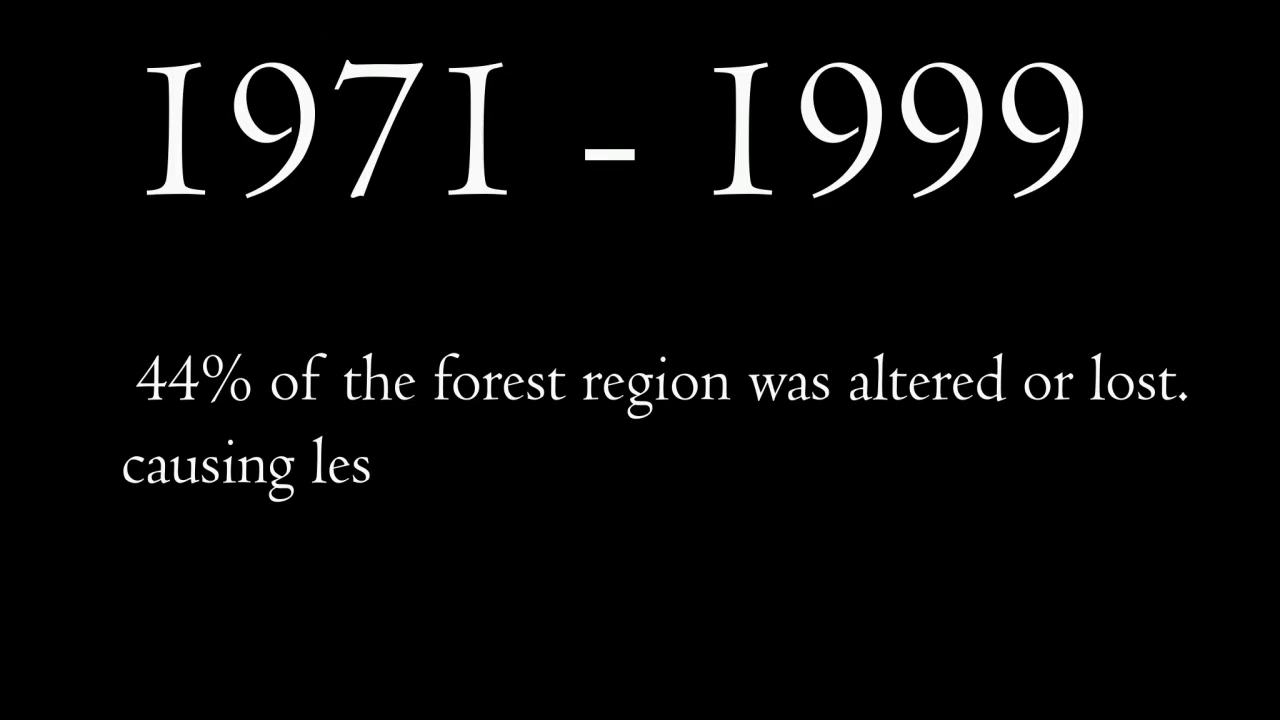 1971 - 1999
44% of the forest region was altered or lost.
causing les